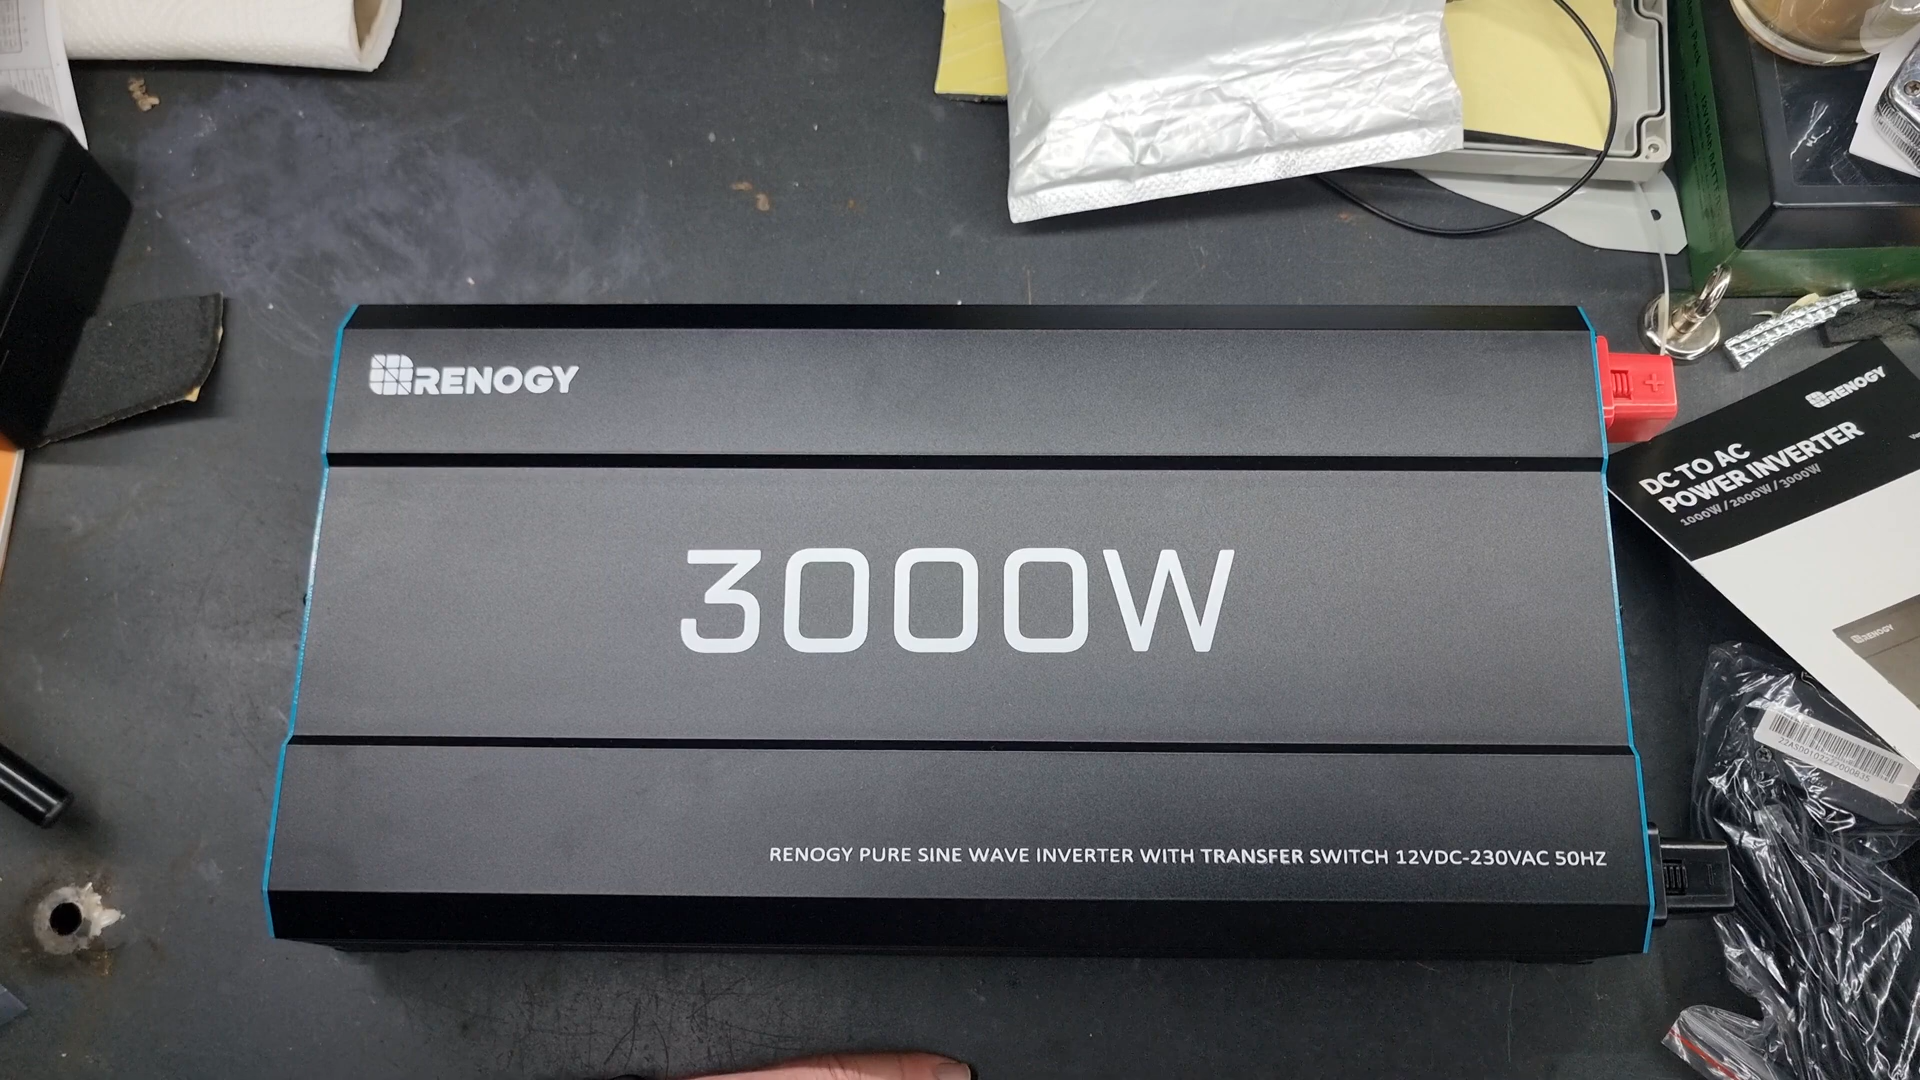 RENOGY
3000W
RENOGY PURE SINE WAVE INVERTER WITH TRANSFER SWITCH 12VDC-230VAC 50HZ
RENOGY
DC TO AC
POWER INVERTER
1000W / 2000W / 3000W
RENOGY